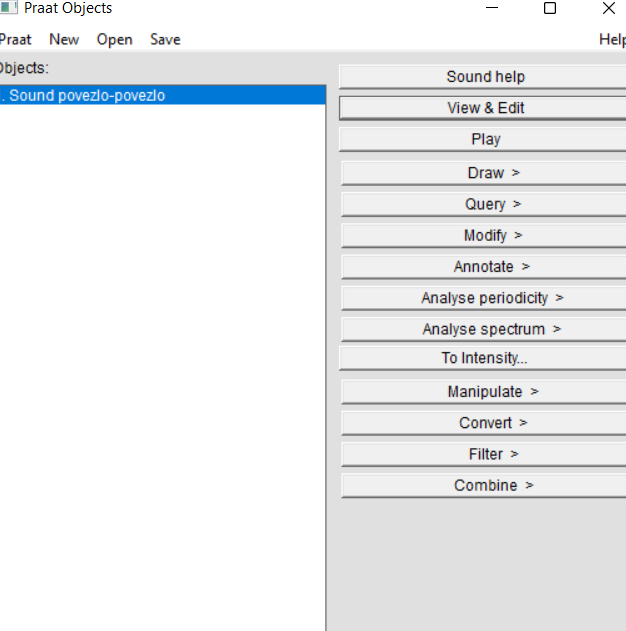 Praat Objects
Praat New Open Save Help
Objects:
. Sound povezlo-povezlo
Sound help
View & Edit
Play
Draw >
Query >
Modify >
Annotate >
Analyse periodicity >
Analyse spectrum >
To Intensity...
Manipulate >
Convert >
Filter >
Combine >